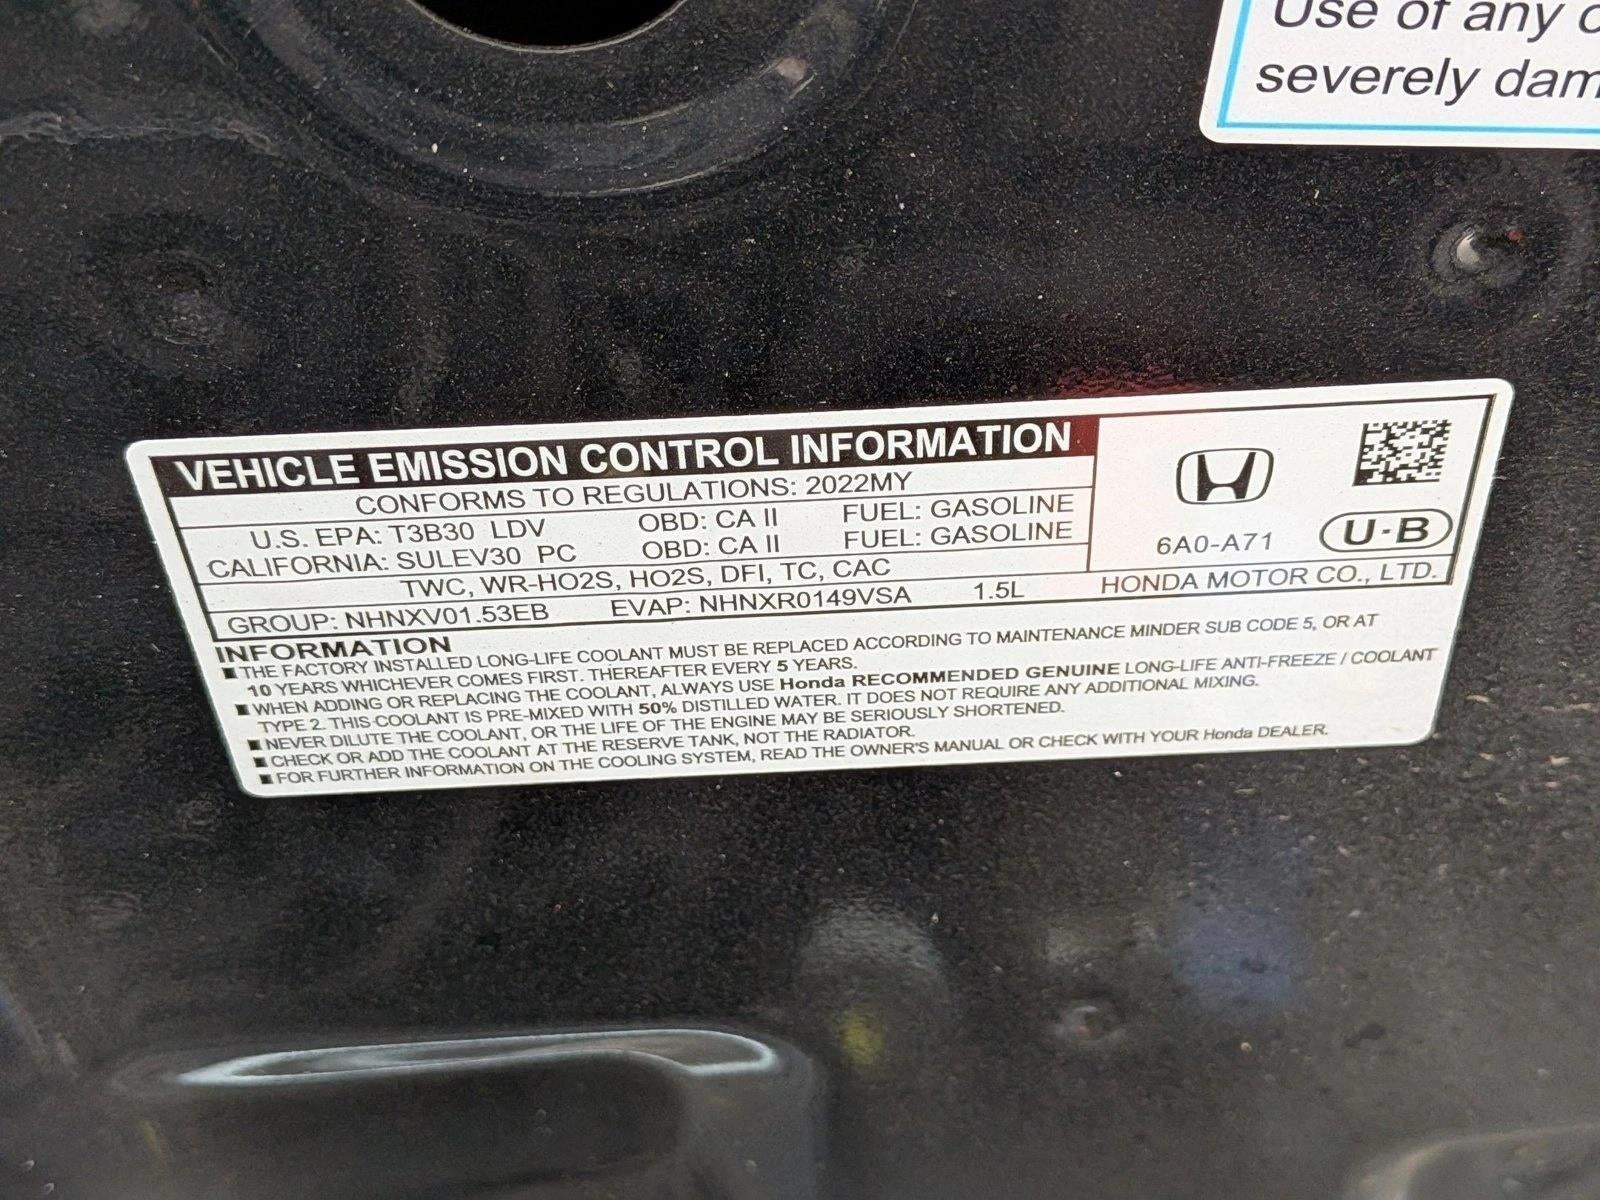 Use of any
severely dam
VEHICLE EMISSION CONTROL INFORMATION
CONFORMS TO REGULATIONS: 2022MY
U.S. EPA: T3B30 LDV OBD: CA II FUEL: GASOLINE
CALIFORNIA: SULEV30 PC OBD: CA II FUEL: GASOLINE
TWC, WR-HO2S, HO2S, DFI, TC, CAC
GROUP: NHNXV01.53EB EVAP: NHNXR0149VSA 1.5L
6A0-A71 U·B
HONDA MOTOR CO., LTD.
INFORMATION
■ THE FACTORY INSTALLED LONG-LIFE COOLANT MUST BE REPLACED ACCORDING TO MAINTENANCE MINDER SUB CODE 5, OR AT
10 YEARS WHICHEVER COMES FIRST. THEREAFTER EVERY 5 YEARS.
■ WHEN ADDING OR REPLACING THE COOLANT, ALWAYS USE Honda RECOMMENDED GENUINE LONG-LIFE ANTI-FREEZE / COOLANT
TYPE 2. THIS COOLANT IS PRE-MIXED WITH 50% DISTILLED WATER. IT DOES NOT REQUIRE ANY ADDITIONAL MIXING.
■ NEVER DILUTE THE COOLANT, OR THE LIFE OF THE ENGINE MAY BE SERIOUSLY SHORTENED.
■ CHECK OR ADD THE COOLANT AT THE RESERVE TANK, NOT THE RADIATOR.
■ FOR FURTHER INFORMATION ON THE COOLING SYSTEM, READ THE OWNER'S MANUAL OR CHECK WITH YOUR Honda DEALER.